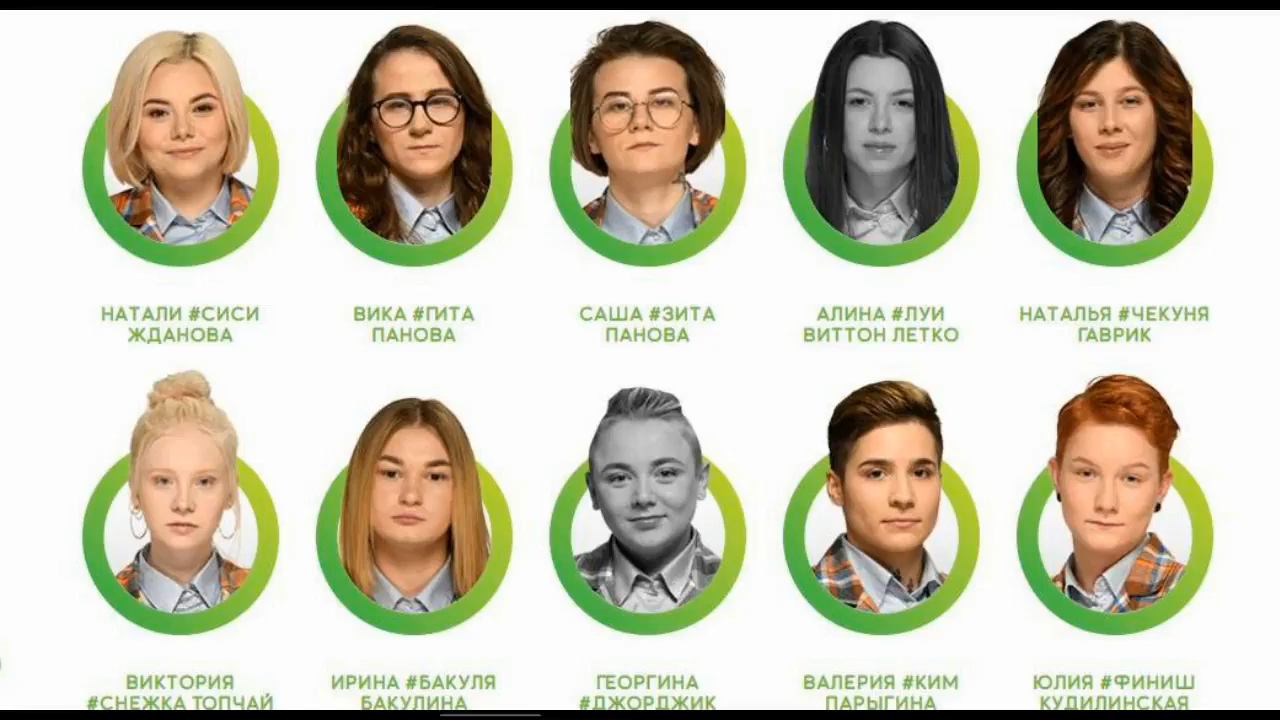 НАТАЛИ #СИСИ
ЖДАНОВА
ВИКА #ГИТА
ПАНОВА
САША #ЗИТА
ПАНОВА
АЛИНА #ЛУИ
ВИТТОН ЛЕТКО
НАТАЛЬЯ #ЧЕКУНЯ
ГАВРИК
ВИКТОРИЯ
#СНЕЖКА ТОПЧАЙ
ИРИНА #БАКУЛЯ
БАКУЛИНА
ГЕОРГИНА
#ДЖОРДЖИК
ВАЛЕРИЯ #КИМ
ПАРЫГИНА
ЮЛИЯ #ФИНИШ
КУДИЛИНСКАЯ